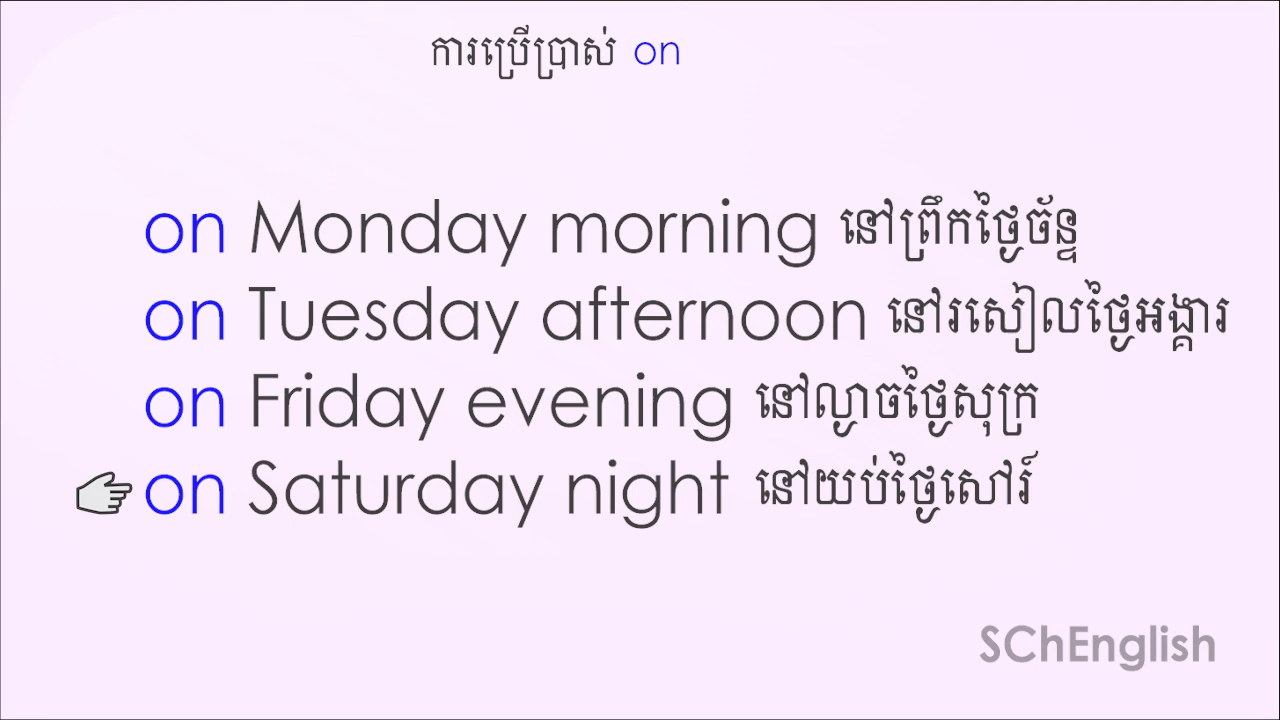 ការប្រើប្រាស់ on
on Monday morning នៅព្រឹកថ្ងៃច័ន្ទ
on Tuesday afternoon នៅរសៀលថ្ងៃអង្គារ
on Friday evening នៅល្ងាចថ្ងៃសុក្រ
on Saturday night នៅយប់ថ្ងៃសៅរ៍
SChEnglish